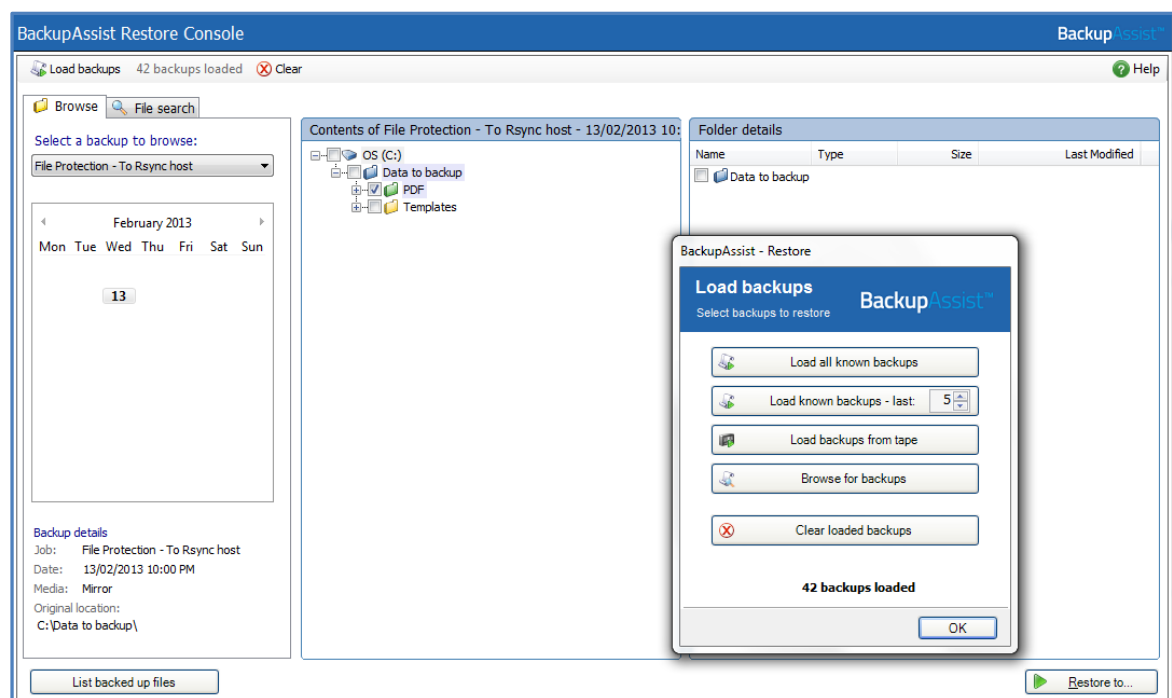 BackupAssist Restore Console
BackupAssist™
Load backups 42 backups loaded Clear
Help
Browse File search
Select a backup to browse:
File Protection - To Rsync host
February 2013
Mon Tue Wed Thu Fri Sat Sun
13
Backup details
Job: File Protection - To Rsync host
Date: 13/02/2013 10:00 PM
Media: Mirror
Original location:
C:\Data to backup\
List backed up files
Contents of File Protection - To Rsync host - 13/02/2013 10:
OS (C:)
Data to backup
PDF
Templates
Folder details
Name Type Size Last Modified
Data to backup
BackupAssist - Restore
Load backups
Select backups to restore
BackupAssist™
Load all known backups
Load known backups - last: 5
Load backups from tape
Browse for backups
Clear loaded backups
42 backups loaded
OK
Restore to...